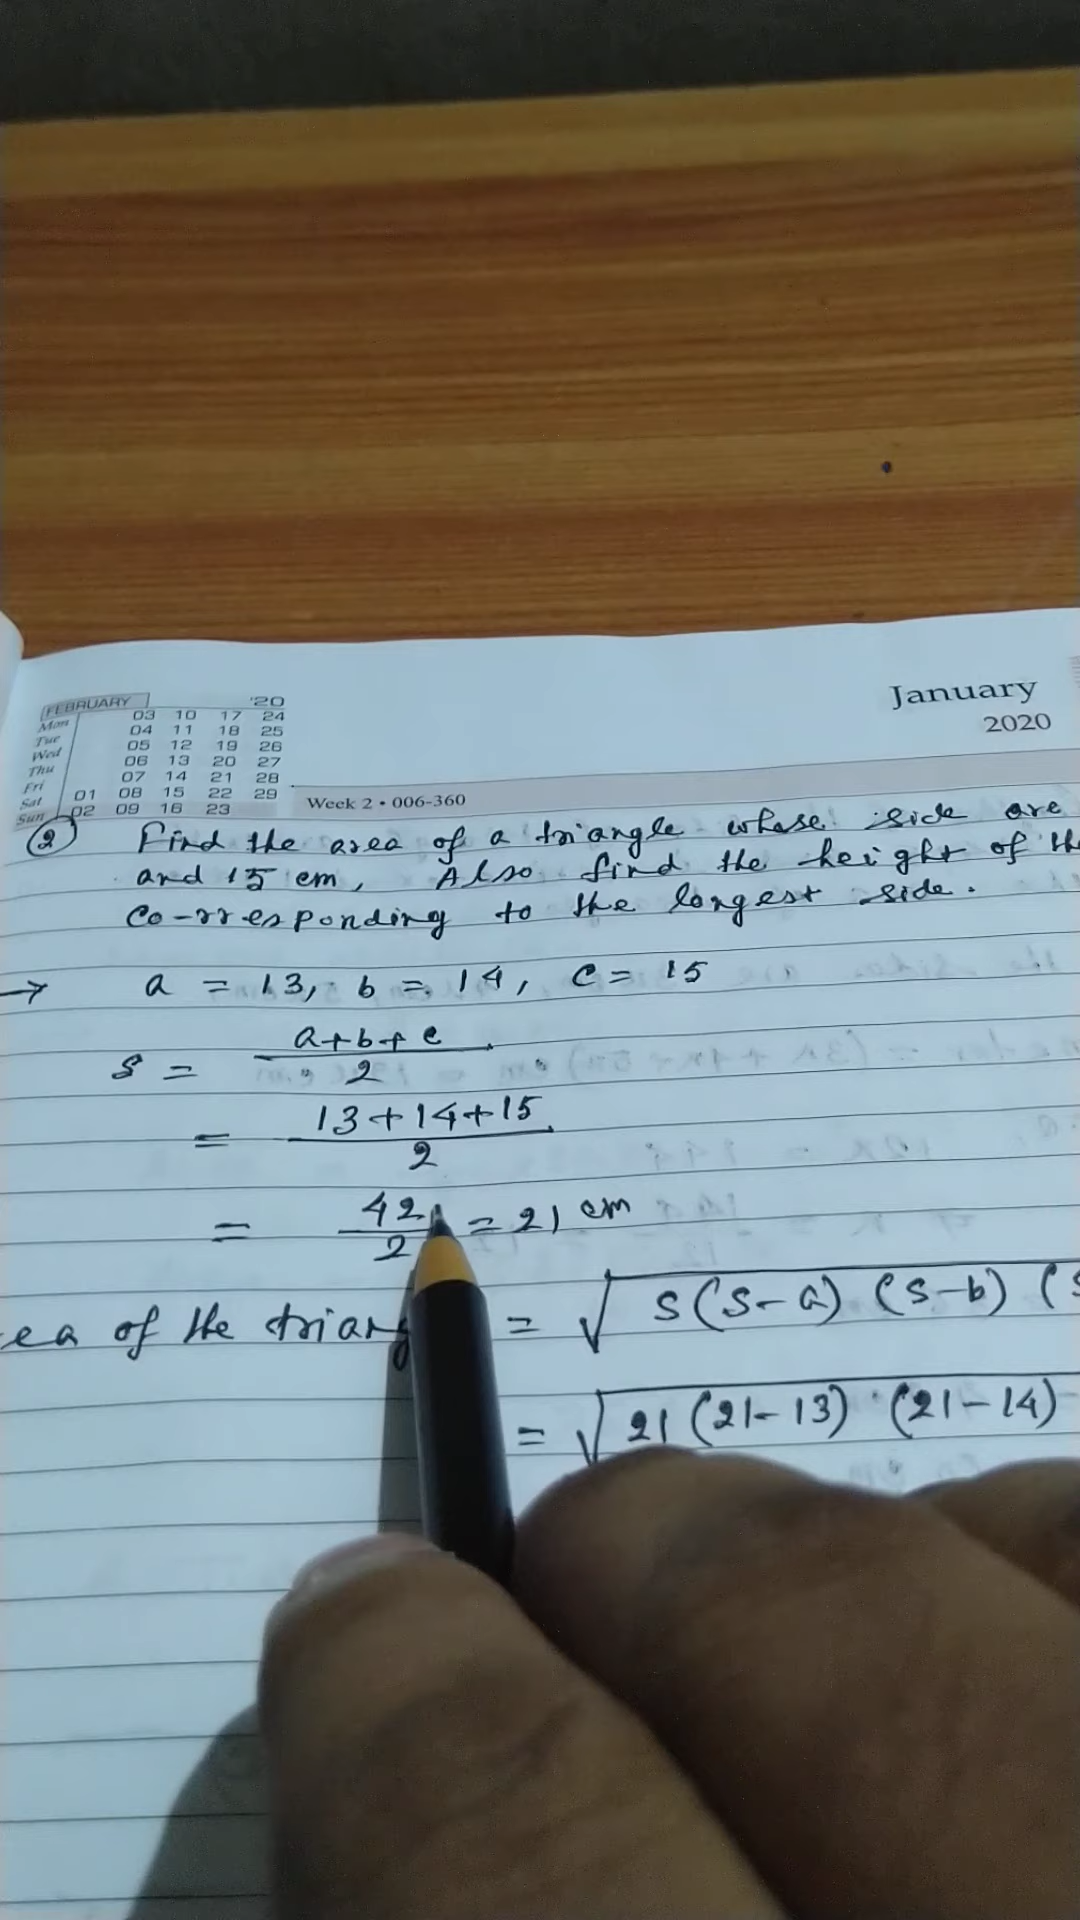 FEBRUARY '20
Mon 03 10 17 24
Tue 04 11 18 25
Wed 05 12 19 26
Thu 06 13 20 27
Fri 07 14 21 28
Sat 01 08 15 22 29
Sun 02 09 16 23
January
2020
Week 2 • 006-360
(2) Find the area of a triangle whose side are
and 15 cm, Also find the height of the
Co-rresponding to the longest side.
→ a = 13, b = 14, c = 15
s = a+b+c / 2
= 13+14+15 / 2
= 42 / 2 = 21 cm
ea of the triang = √ s(s-a) (s-b) (s
= √ 21 (21-13) (21-14)